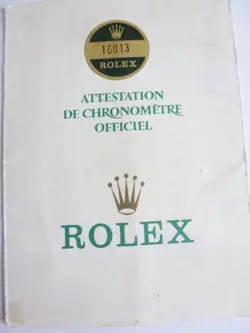 16013
ROLEX
ATTESTATION
DE CHRONOMÈTRE
OFFICIEL
ROLEX